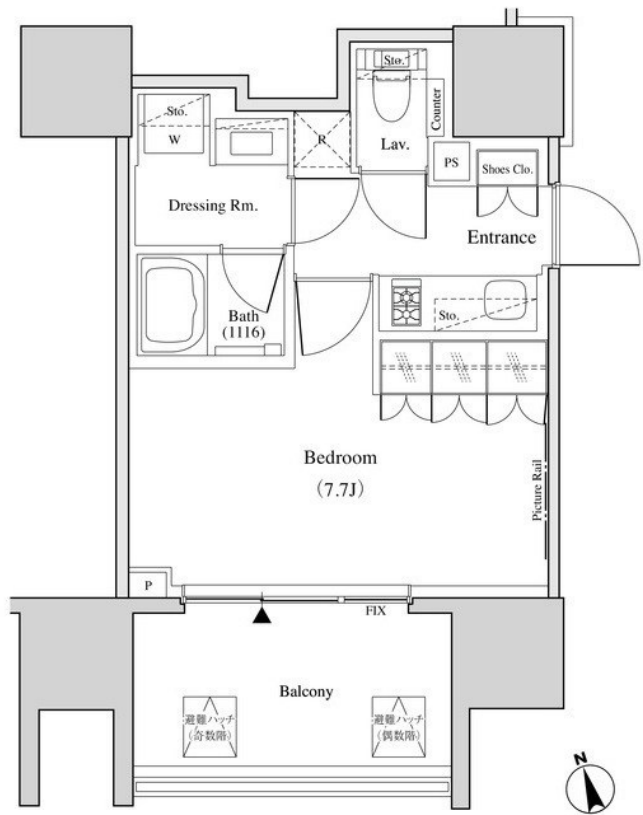 Sto.
Sto.
Counter
W
R
Lav.
PS
Shoes Clo.
Dressing Rm.
Entrance
Bath
(1116)
Sto.
Bedroom
(7.7J)
Picture Rail
P
FIX
Balcony
避難ハッチ
(奇数階)
避難ハッチ
(偶数階)
N